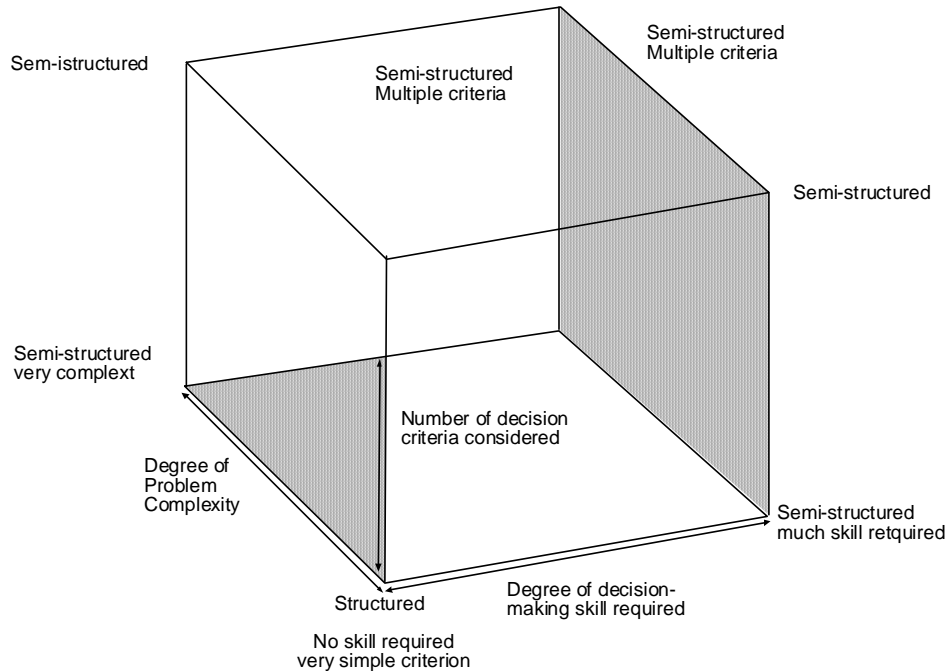 Semi-structured
Multiple criteria
Sem-istructured
Semi-structured
Multiple criteria
Semi-structured
Semi-structured
very complext
Number of decision
criteria considered
Degree of
Problem
Complexity
Semi-structured
much skill retquired
Degree of decision-
making skill required
Structured
No skill required
very simple criterion